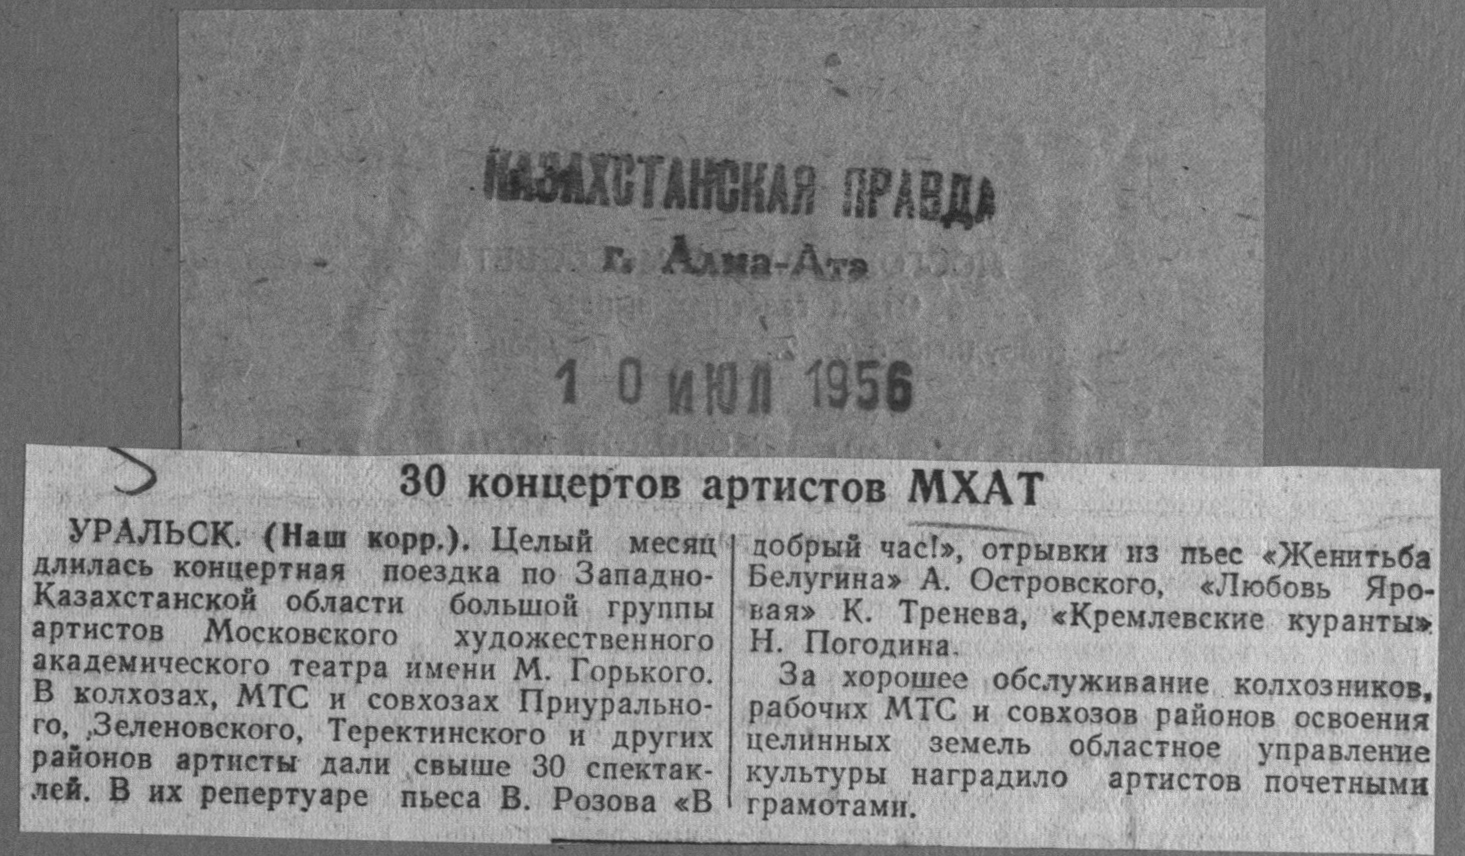 КАЗАХСТАНСКАЯ ПРАВДА
г. Алма-Ата
10 ИЮЛ 1956
30 концертов артистов МХАТ
УРАЛЬСК. (Наш корр.). Целый месяц
длилась концертная поездка по Западно-
Казахстанской области большой группы
артистов Московского художественного
академического театра имени М. Горького.
В колхозах, МТС и совхозах Приурально-
го, Зеленовского, Теректинского и других
районов артисты дали свыше 30 спектак-
лей. В их репертуаре пьеса В. Розова «В
добрый час!», отрывки из пьес «Женитьба
Белугина» А. Островского, «Любовь Яро-
вая» К. Тренева, «Кремлевские куранты»
Н. Погодина.
За хорошее обслуживание колхозников,
рабочих МТС и совхозов районов освоения
целинных земель областное управление
культуры наградило артистов почетными
грамотами.